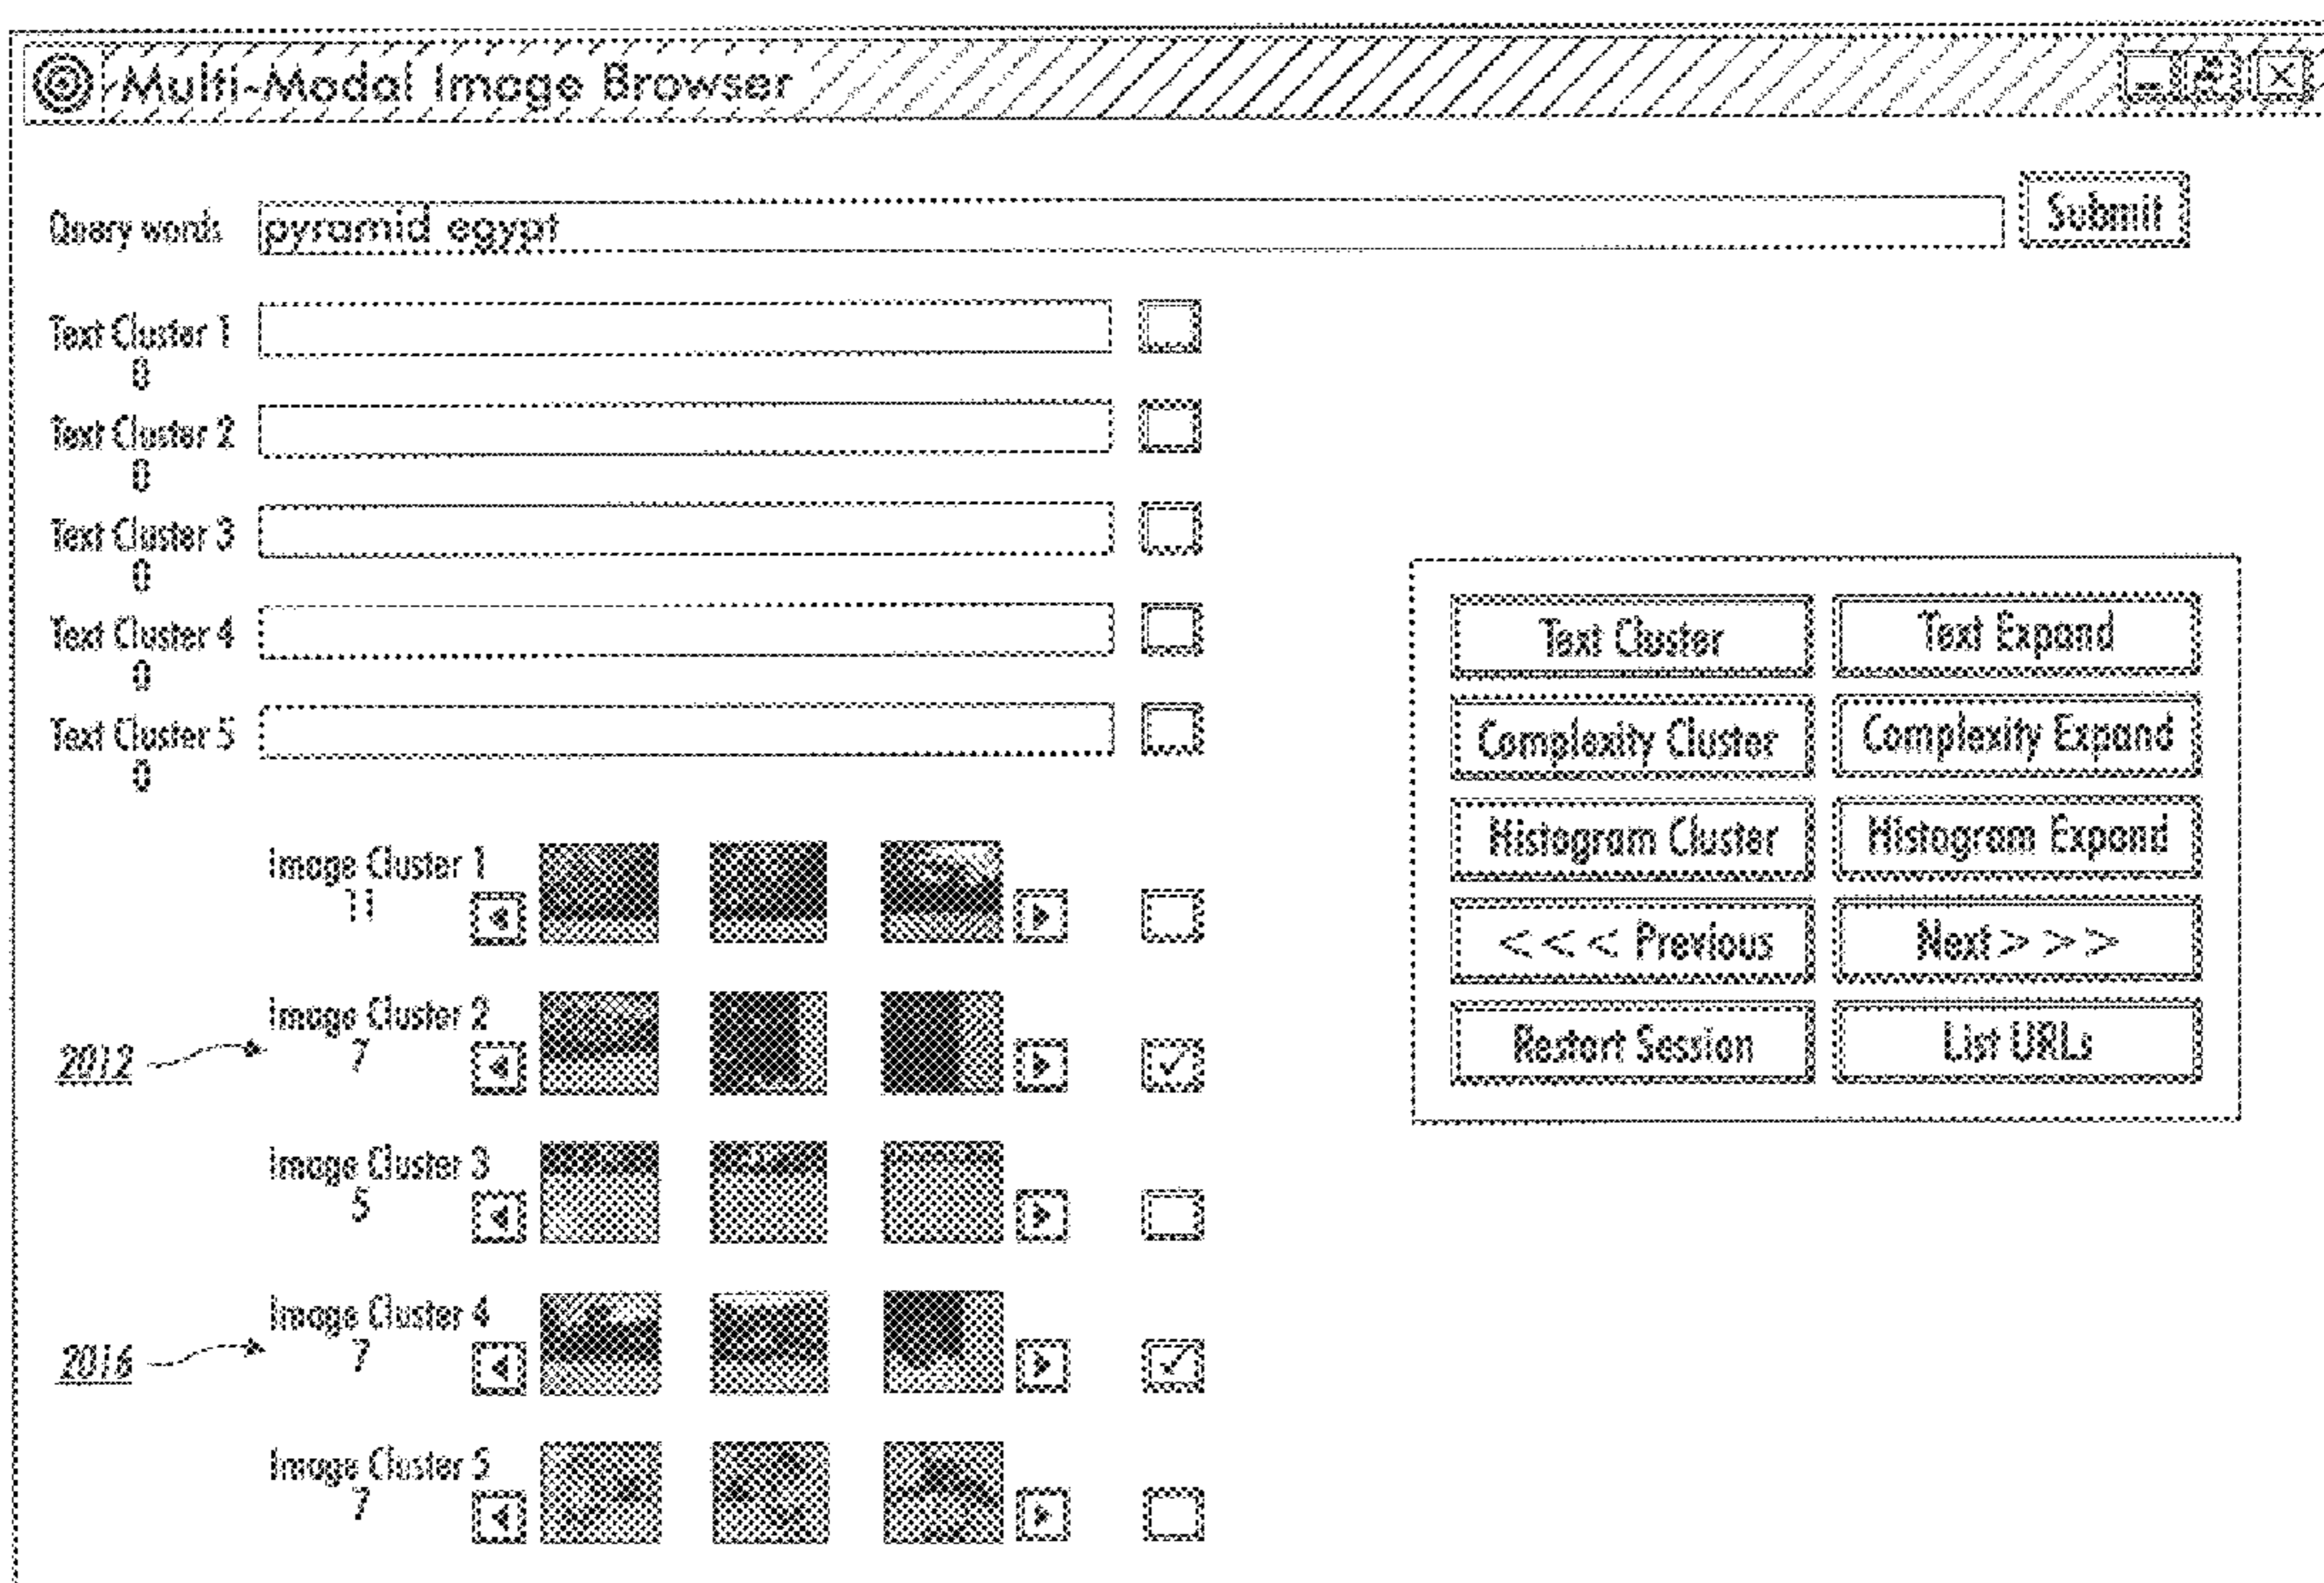 Multi-Modal Image Browser
Query words pyramid egypt Submit
Text Cluster 1
0
Text Cluster 2
0
Text Cluster 3
0
Text Cluster 4
0
Text Cluster 5
0
Text Cluster Text Expand
Complexity Cluster Complexity Expand
Histogram Cluster Histogram Expand
<<< Previous Next>>>
Restart Session List URLs
Image Cluster 1
11
Image Cluster 2
2012 7
Image Cluster 3
5
Image Cluster 4
2016 7
Image Cluster 5
7